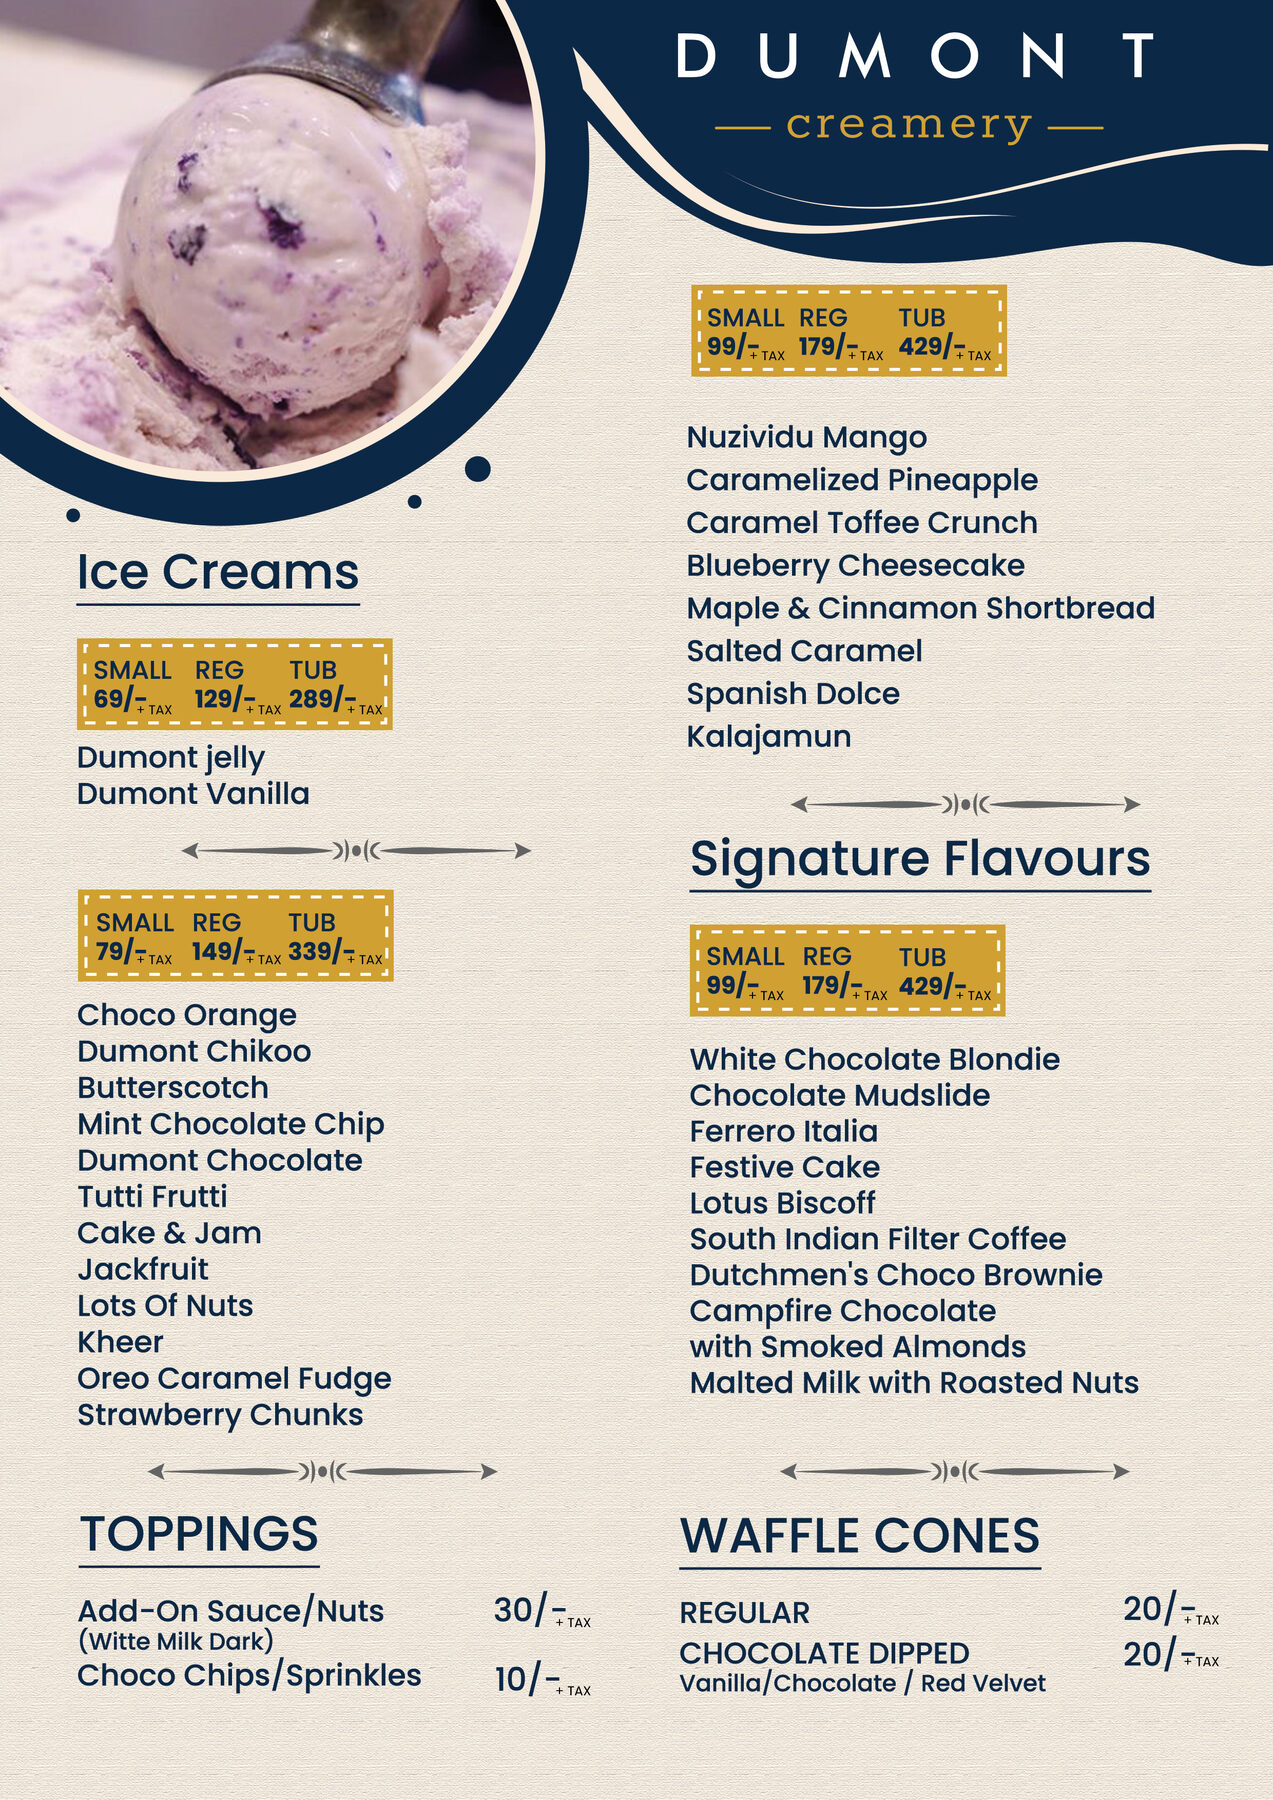 DUMONT
creamery
Ice Creams
SMALL REG TUB
69/- + TAX 129/- + TAX 289/- + TAX
Dumont jelly
Dumont Vanilla
SMALL REG TUB
79/- + TAX 149/- + TAX 339/- + TAX
Choco Orange
Dumont Chikoo
Butterscotch
Mint Chocolate Chip
Dumont Chocolate
Tutti Frutti
Cake & Jam
Jackfruit
Lots Of Nuts
Kheer
Oreo Caramel Fudge
Strawberry Chunks
SMALL REG TUB
99/- + TAX 179/- + TAX 429/- + TAX
Nuzividu Mango
Caramelized Pineapple
Caramel Toffee Crunch
Blueberry Cheesecake
Maple & Cinnamon Shortbread
Salted Caramel
Spanish Dolce
Kalajamun
Signature Flavours
SMALL REG TUB
99/- + TAX 179/- + TAX 429/- + TAX
White Chocolate Blondie
Chocolate Mudslide
Ferrero Italia
Festive Cake
Lotus Biscoff
South Indian Filter Coffee
Dutchmen's Choco Brownie
Campfire Chocolate
with Smoked Almonds
Malted Milk with Roasted Nuts
TOPPINGS
Add-On Sauce/Nuts 30/- + TAX
(Witte Milk Dark)
Choco Chips/Sprinkles 10/- + TAX
WAFFLE CONES
REGULAR 20/- + TAX
CHOCOLATE DIPPED 20/- + TAX
Vanilla/Chocolate / Red Velvet